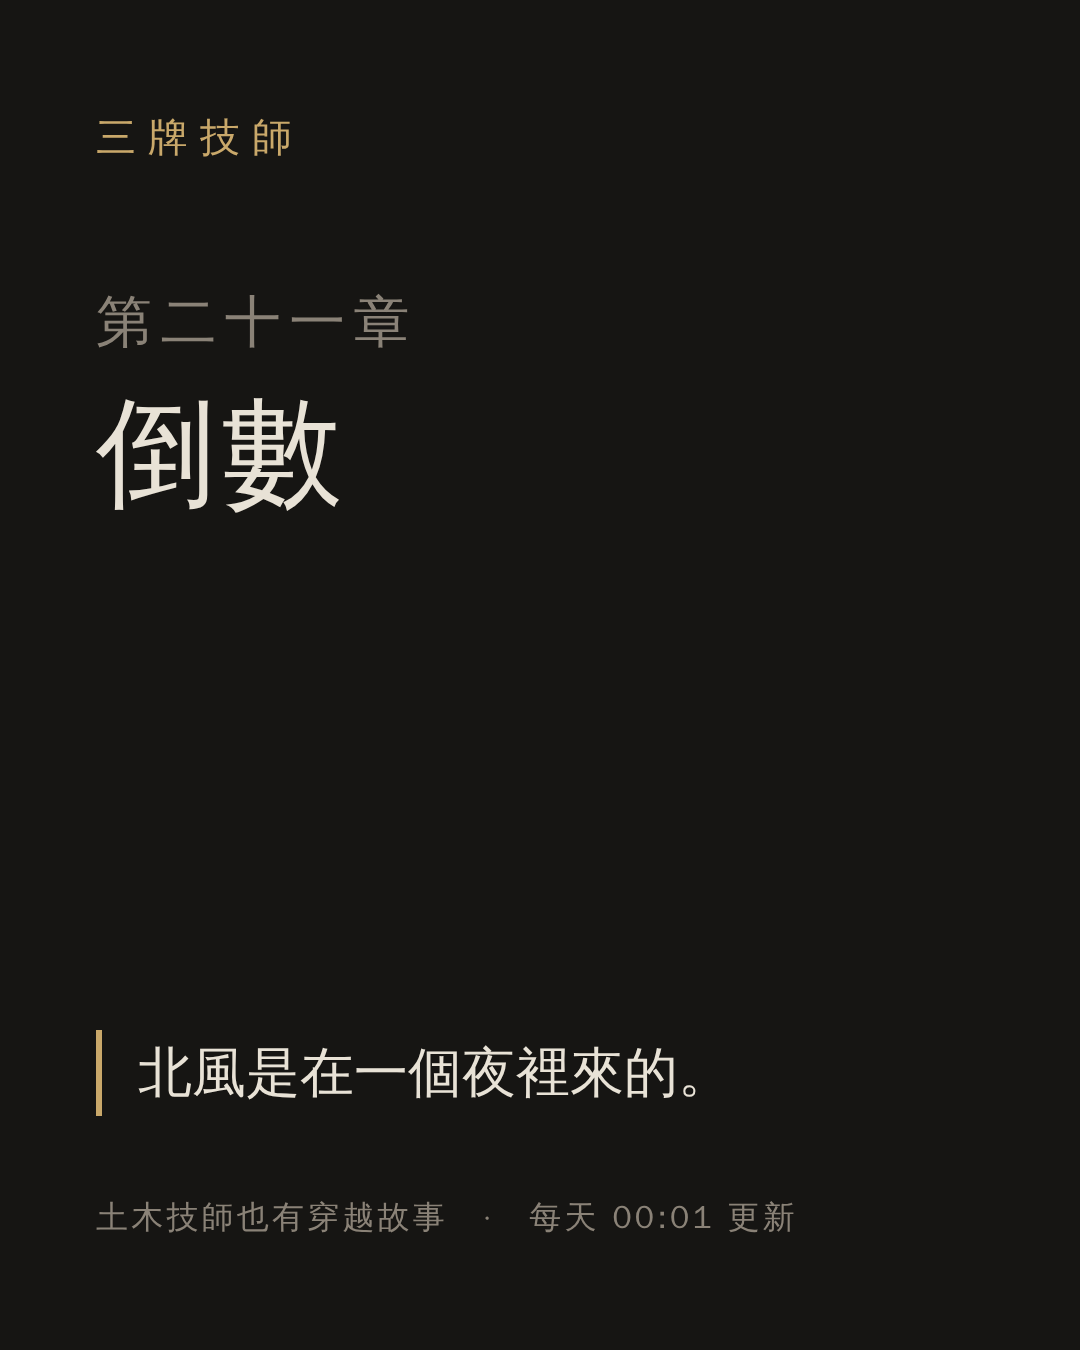 三牌技師
第二十一章
倒數
北風是在一個夜裡來的。
土木技師也有穿越故事 · 每天 00:01 更新